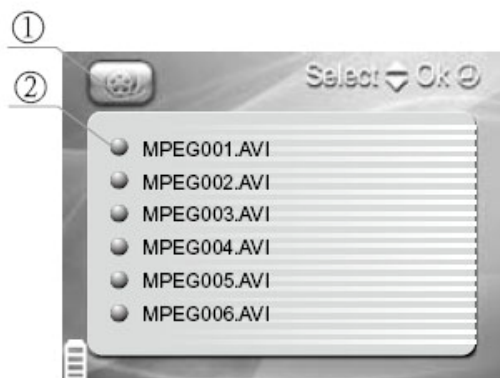 ①
Select Ok
②
MPEG001.AVI
MPEG002.AVI
MPEG003.AVI
MPEG004.AVI
MPEG005.AVI
MPEG006.AVI